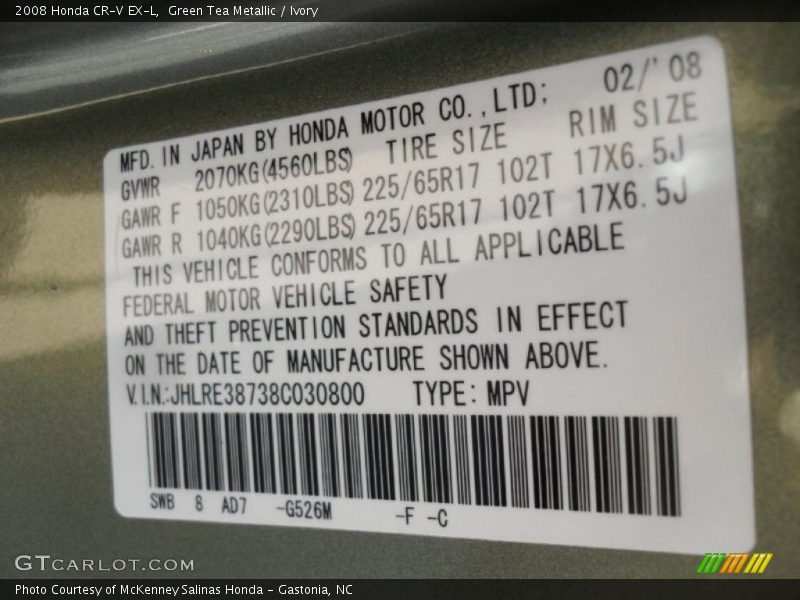 2008 Honda CR-V EX-L,  Green Tea Metallic / Ivory
MFD. IN JAPAN BY HONDA MOTOR CO.,LTD; 02/'08
GVWR 2070KG(4560LBS) TIRE SIZE RIM SIZE
GAWR F 1050KG(2310LBS) 225/65R17 102T 17X6.5J
GAWR R 1040KG(2290LBS) 225/65R17 102T 17X6.5J
THIS VEHICLE CONFORMS TO ALL APPLICABLE
FEDERAL MOTOR VEHICLE SAFETY
AND THEFT PREVENTION STANDARDS IN EFFECT
ON THE DATE OF MANUFACTURE SHOWN ABOVE.
V.I.N.:JHLRE38738C030800 TYPE: MPV
SWB 8 AD7 -G526M -F -C
GTCARLOT.COM
Photo Courtesy of McKenney Salinas Honda - Gastonia, NC